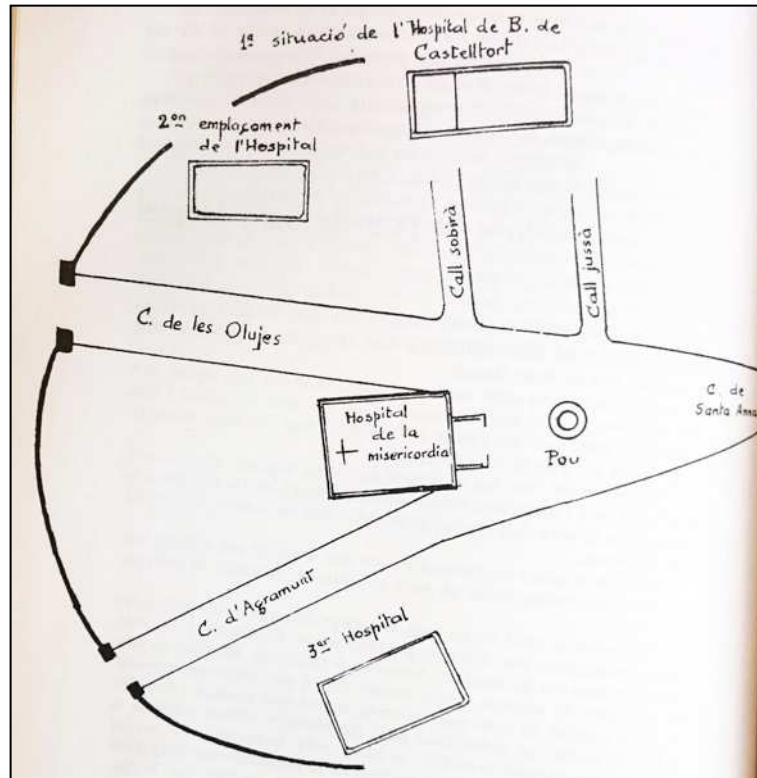 1ª situació de l'Hospital de B. de
Castelltort
2on emplaçament
de l'Hospital
Call sobirà
Call jussà
C. de les Olujes
C. de
Santa Anna
Hospital
de la
misericordia
Pou
C. d'Agramunt
3er Hospital